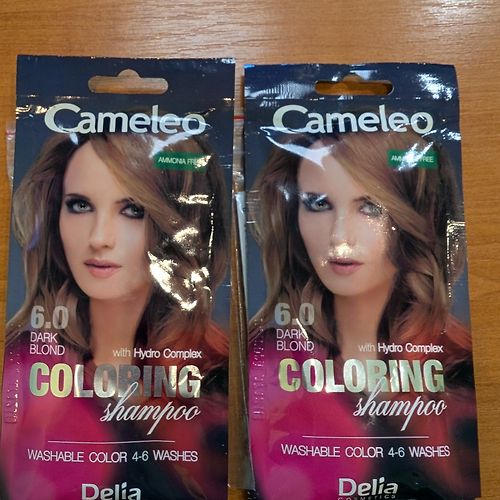 Cameleo
AMMONIA FREE
6.0
DARK
BLOND
with Hydro Complex
COLORING
shampoo
WASHABLE COLOR 4-6 WASHES
Delia
Cameleo
AMMONIA FREE
6.0
DARK
BLOND
with Hydro Complex
COLORING
shampoo
WASHABLE COLOR 4-6 WASHES
Delia
COSMETICS